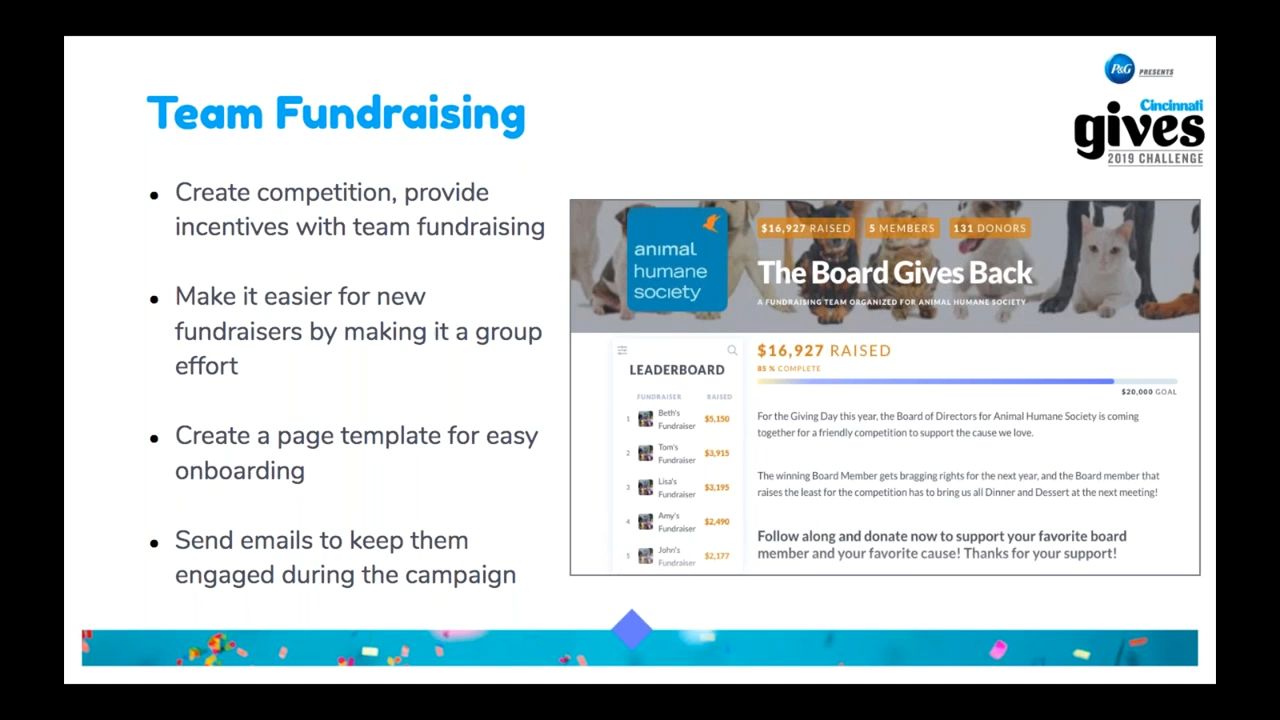 P&G PRESENTS
Cincinnati
gives
2019 CHALLENGE
Team Fundraising
• Create competition, provide
incentives with team fundraising
• Make it easier for new
fundraisers by making it a group
effort
• Create a page template for easy
onboarding
• Send emails to keep them
engaged during the campaign
animal
humane
society
$16,927 RAISED 5 MEMBERS 131 DONORS
The Board Gives Back
A FUNDRAISING TEAM ORGANIZED FOR ANIMAL HUMANE SOCIETY
LEADERBOARD
FUNDRAISER RAISED
1 Beth's
Fundraiser $5,150
2 Tom's
Fundraiser $3,915
3 Lisa's
Fundraiser $3,195
4 Amy's
Fundraiser $2,490
5 John's
Fundraiser $2,177
$16,927 RAISED
85 % COMPLETE
$20,000 GOAL
For the Giving Day this year, the Board of Directors for Animal Humane Society is coming
together for a friendly competition to support the cause we love.
The winning Board Member gets bragging rights for the next year, and the Board member that
raises the least for the competition has to bring us all Dinner and Dessert at the next meeting!
Follow along and donate now to support your favorite board
member and your favorite cause! Thanks for your support!